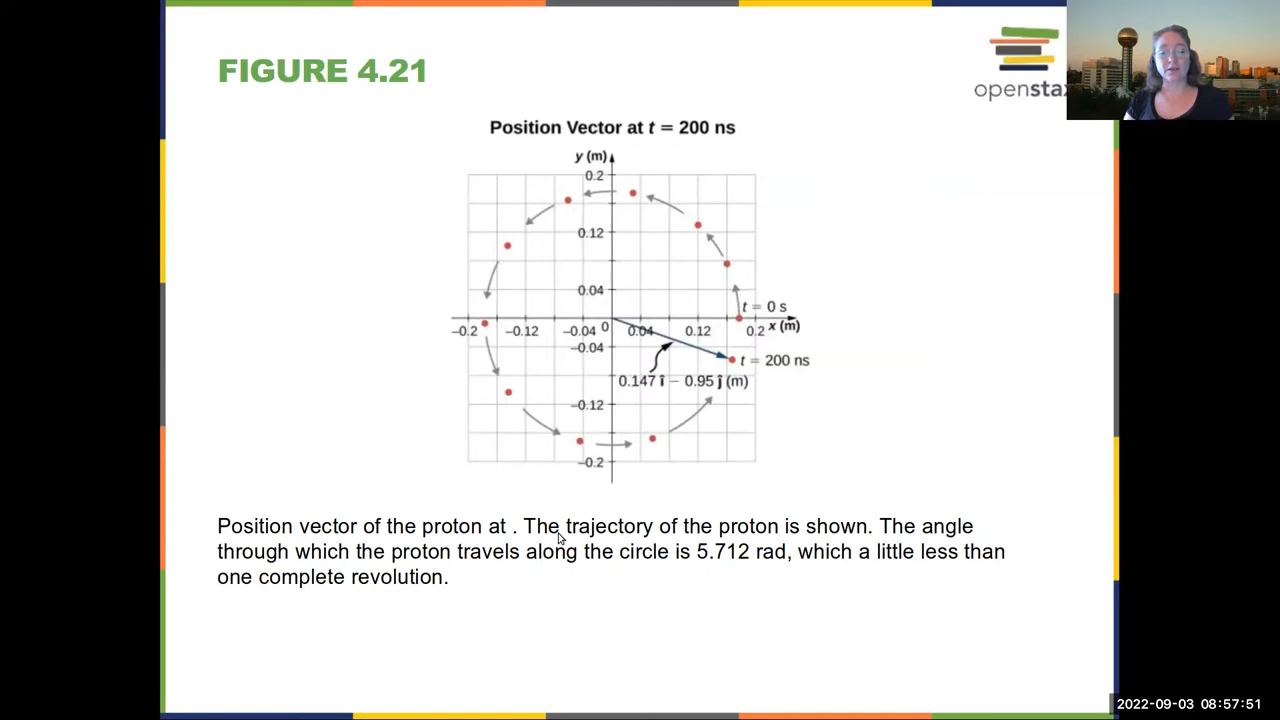 FIGURE 4.21
openstax
Position Vector at t = 200 ns
y (m)
0.2
0.12
0.04
t = 0 s
-0.2
-0.12
-0.04
0
0.04
0.12
0.2
x (m)
-0.04
t = 200 ns
0.147 î - 0.95 ĵ (m)
-0.12
-0.2
Position vector of the proton at . The trajectory of the proton is shown. The angle
through which the proton travels along the circle is 5.712 rad, which a little less than
one complete revolution.
2022-09-03 08:57:51